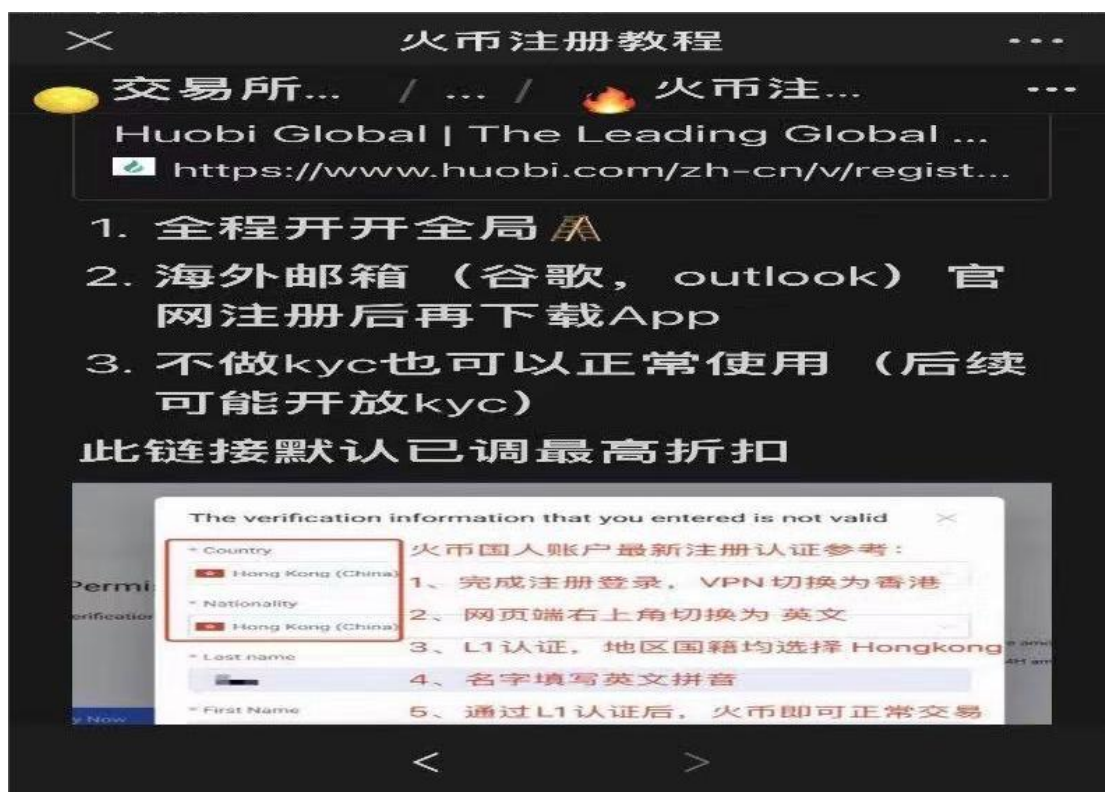 火币注册教程
交易所... / ... / 火币注...
Huobi Global | The Leading Global ...
https://www.huobi.com/zh-cn/v/regist...
1. 全程开开全局
2. 海外邮箱（谷歌，outlook）官
网注册后再下载App
3. 不做kyc也可以正常使用（后续
可能开放kyc）
此链接默认已调最高折扣
The verification information that you entered is not valid
* Country
火币国人账户最新注册认证参考：
Hong Kong (China)
1、完成注册登录，VPN切换为香港
Permi
* Nationality
erification
2、网页端右上角切换为 英文
Hong Kong (China)
3、L1认证，地区国籍均选择 Hongkong
* Last name
4、名字填写英文拼音
* First Name
5、通过L1认证后，火币即可正常交易
y Now